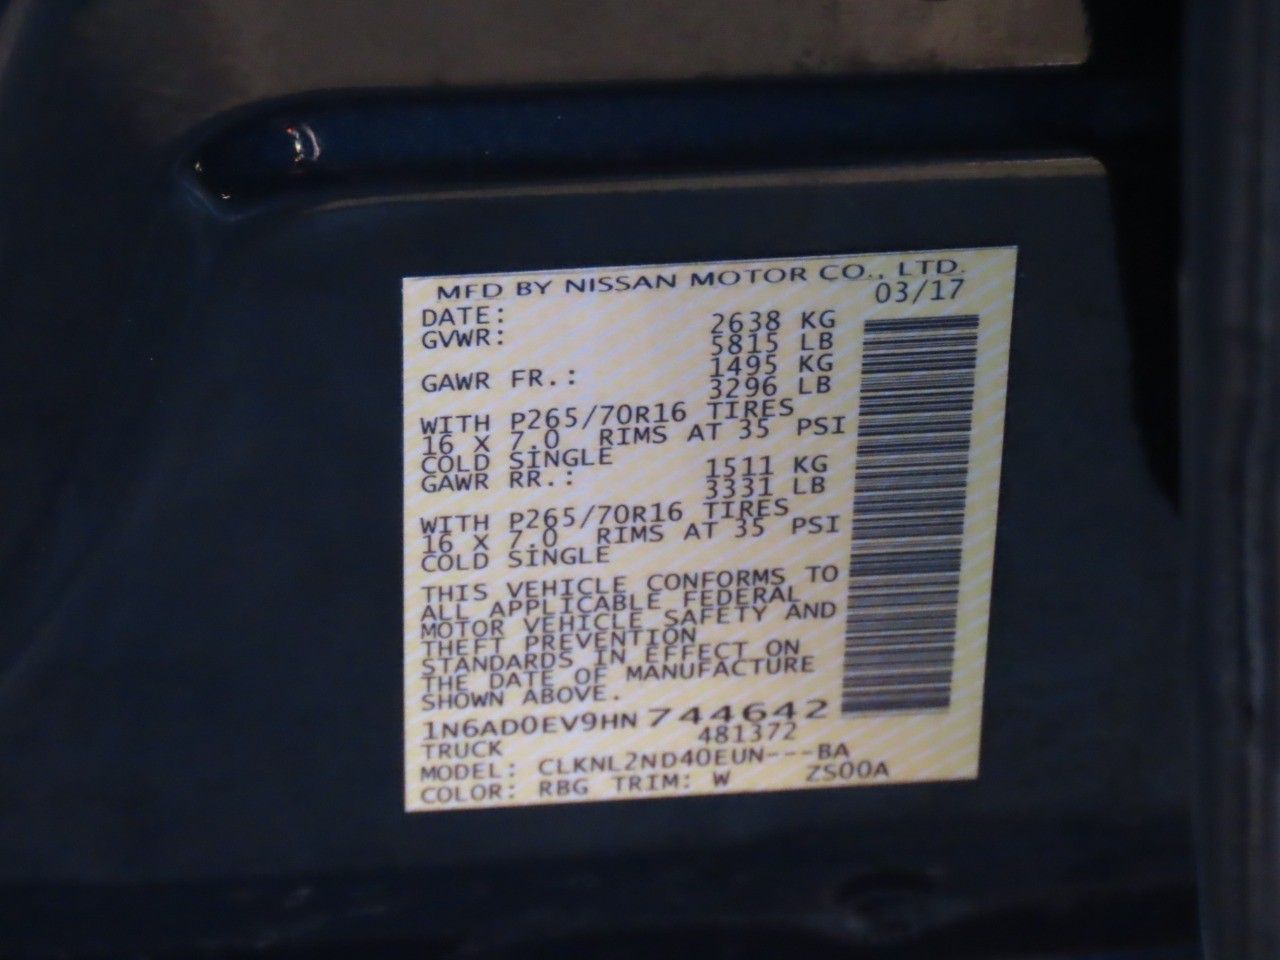 MFD BY NISSAN MOTOR CO., LTD.
DATE: 03/17
GVWR: 2638 KG
5815 LB
GAWR FR.: 1495 KG
3296 LB
WITH P265/70R16 TIRES
16 X 7.0 RIMS AT 35 PSI
COLD SINGLE
GAWR RR.: 1511 KG
3331 LB
WITH P265/70R16 TIRES
16 X 7.0 RIMS AT 35 PSI
COLD SINGLE
THIS VEHICLE CONFORMS TO
ALL APPLICABLE FEDERAL
MOTOR VEHICLE SAFETY AND
THEFT PREVENTION
STANDARDS IN EFFECT ON
THE DATE OF MANUFACTURE
SHOWN ABOVE.
1N6AD0EV9HN744642
TRUCK 481372
MODEL: CLKNL2ND40EUN---BA
COLOR: RBG TRIM: W ZS00A